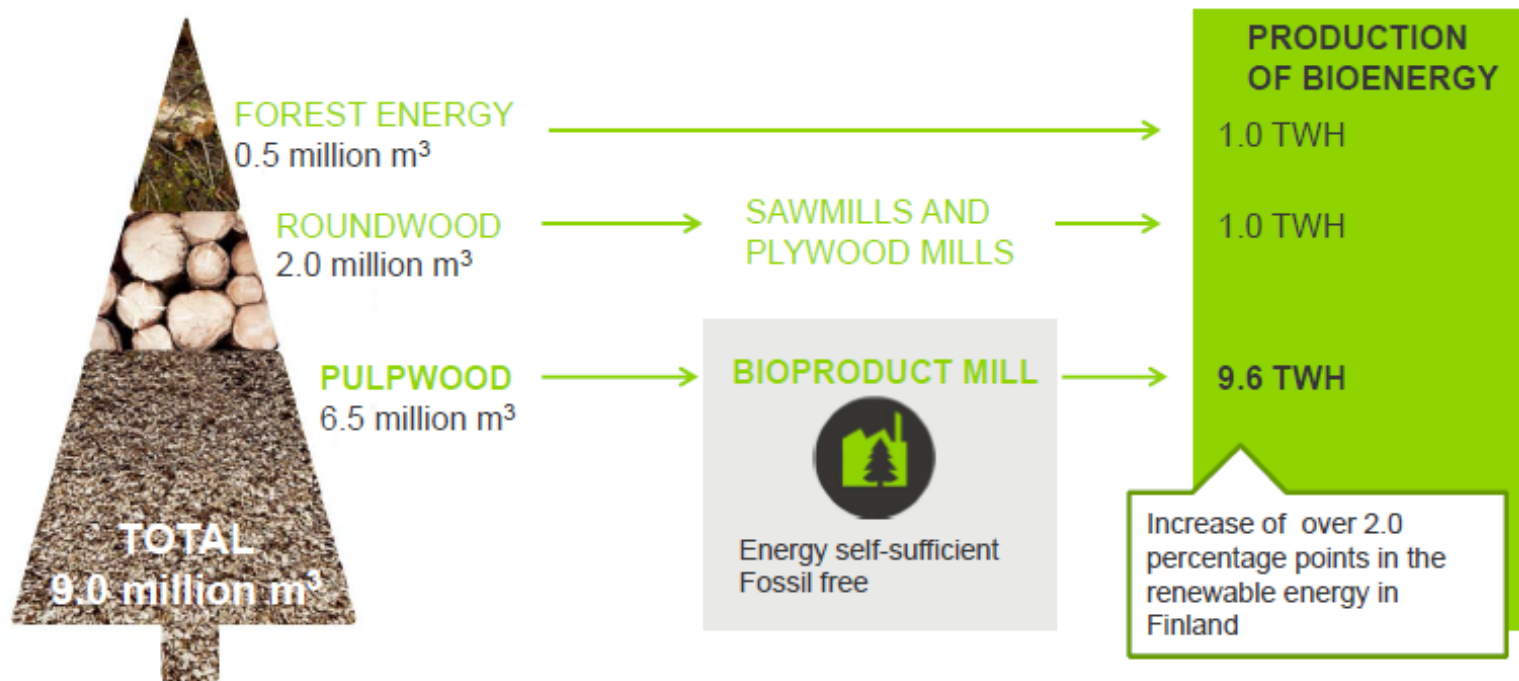 PRODUCTION
OF BIOENERGY
FOREST ENERGY
0.5 million m³
1.0 TWH
ROUNDWOOD
2.0 million m³
SAWMILLS AND
PLYWOOD MILLS
1.0 TWH
PULPWOOD
6.5 million m³
BIOPRODUCT MILL
9.6 TWH
Energy self-sufficient
Fossil free
Increase of over 2.0
percentage points in the
renewable energy in
Finland
TOTAL
9.0 million m³